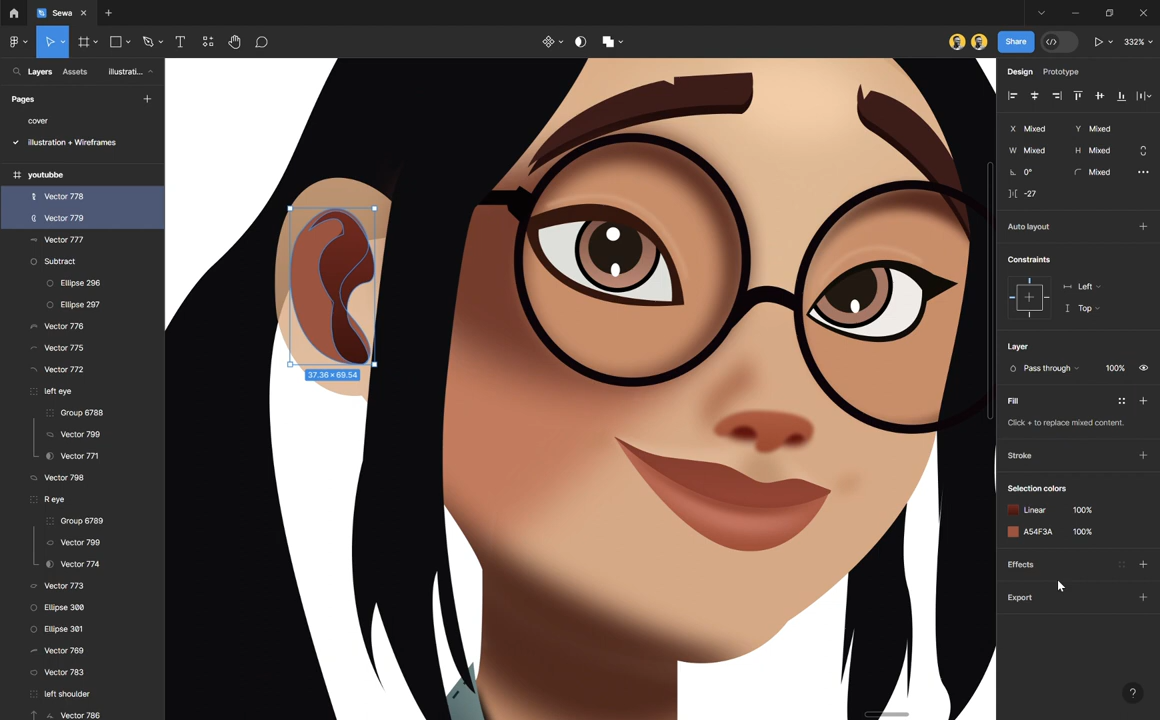 Sewa
Share
332%
Layers Assets illustrati...
Pages
cover
illustration + Wireframes
youtubbe
Vector 778
Vector 779
Vector 777
Subtract
Ellipse 296
Ellipse 297
Vector 776
Vector 775
Vector 772
left eye
Group 6788
Vector 799
Vector 771
Vector 798
R eye
Group 6789
Vector 799
Vector 774
Vector 773
Ellipse 300
Ellipse 301
Vector 769
Vector 783
left shoulder
Vector 786
37.36 × 69.54
Design Prototype
X Mixed Y Mixed
W Mixed H Mixed
0° Mixed
-27
Auto layout
Constraints
Left
Top
Layer
Pass through 100%
Fill
Click + to replace mixed content.
Stroke
Selection colors
Linear 100%
A54F3A 100%
Effects
Export
?